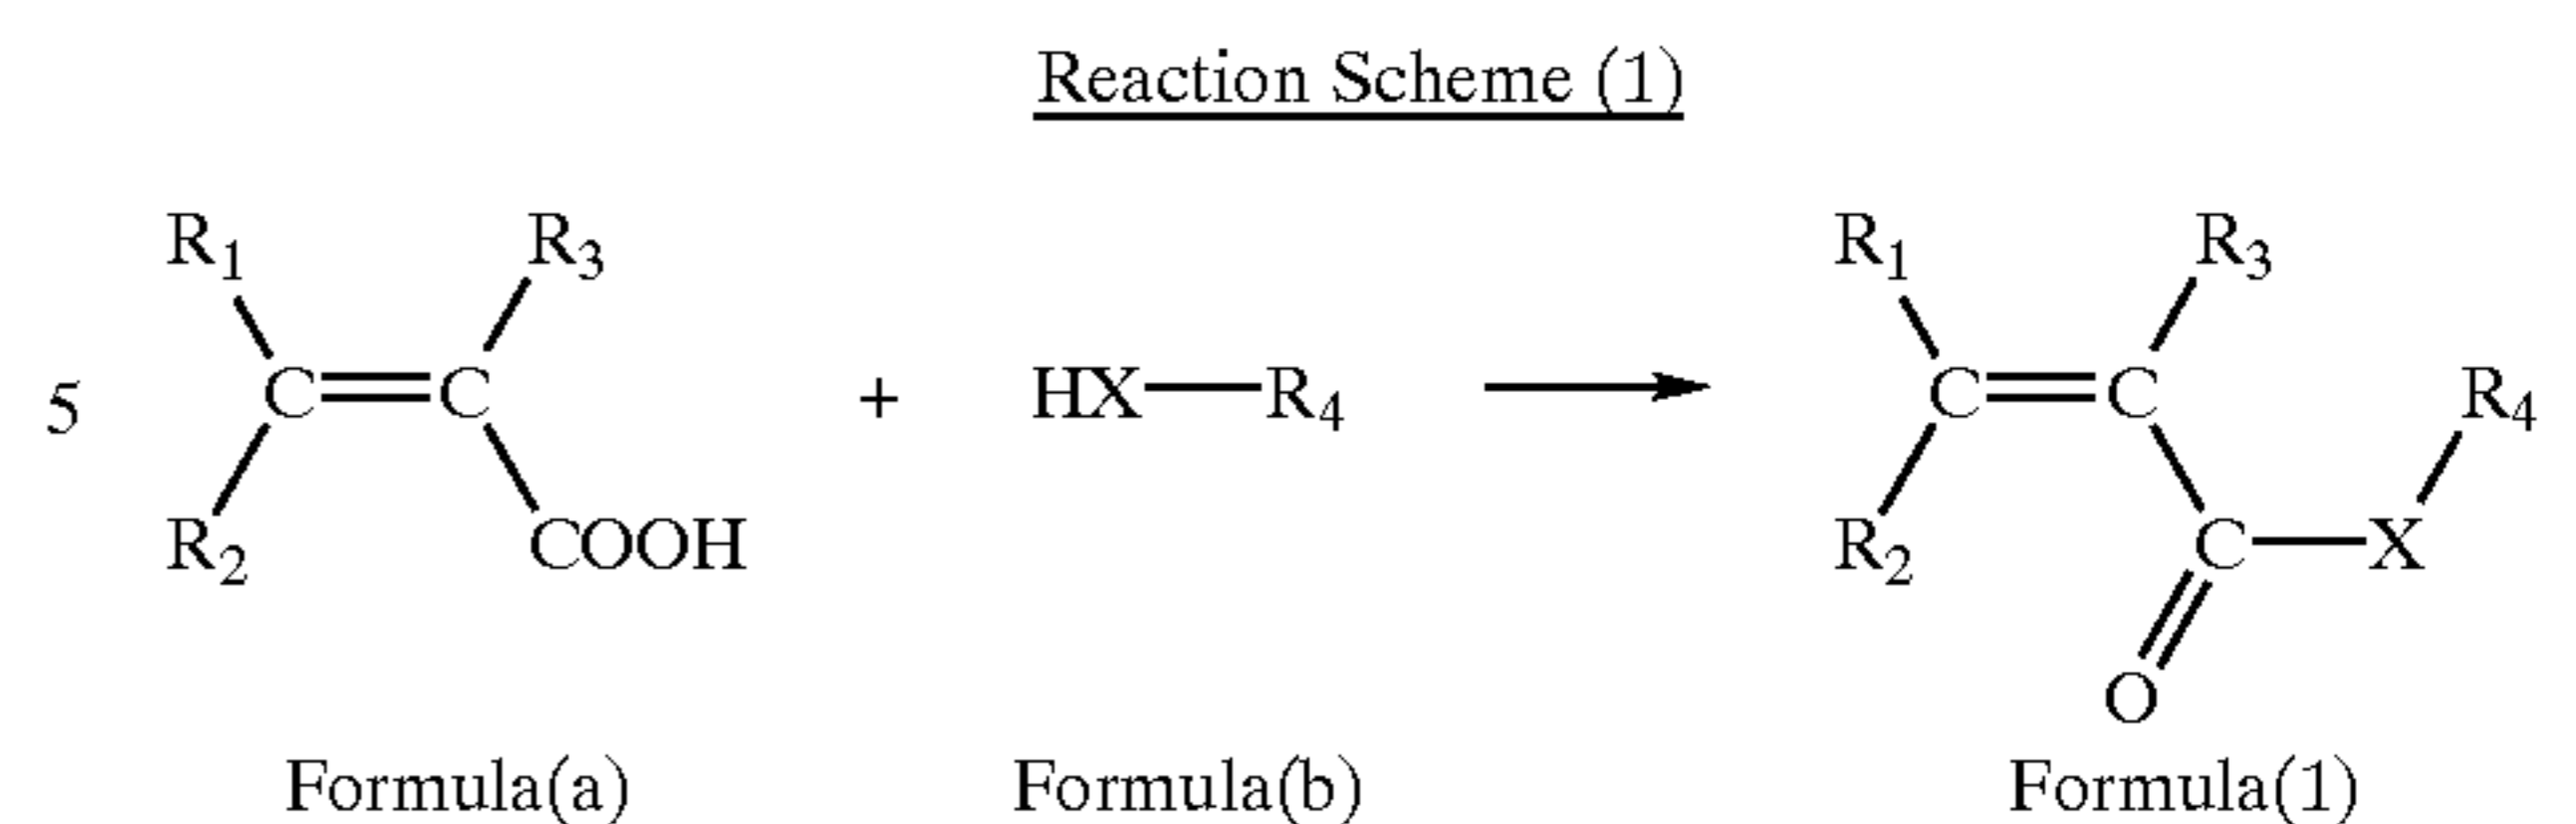 Reaction Scheme (1)
R1 R3 R1 R3
5 C=C + HX—R4 → C=C R4
R2 COOH R2 C—X
O
Formula(a) Formula(b) Formula(1)